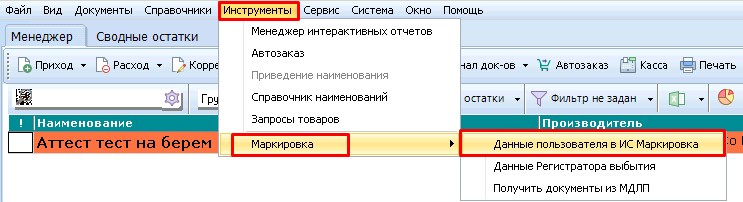 Файл Вид Документы Справочники Инструменты Сервис Система Окно Помощь
Менеджер Сводные остатки
Менеджер интерактивных отчетов
Приход Расход Корре
Автозаказ
нал док-ов Автозаказ Касса Печать
Приведение наименования
Гру
Справочник наименований
остатки Фильтр не задан
Запросы товаров
! Наименование Производитель
Аттест тест на берем
Маркировка
Данные пользователя в ИС Маркировка
Данные Регистратора выбытия
Получить документы из МДЛП